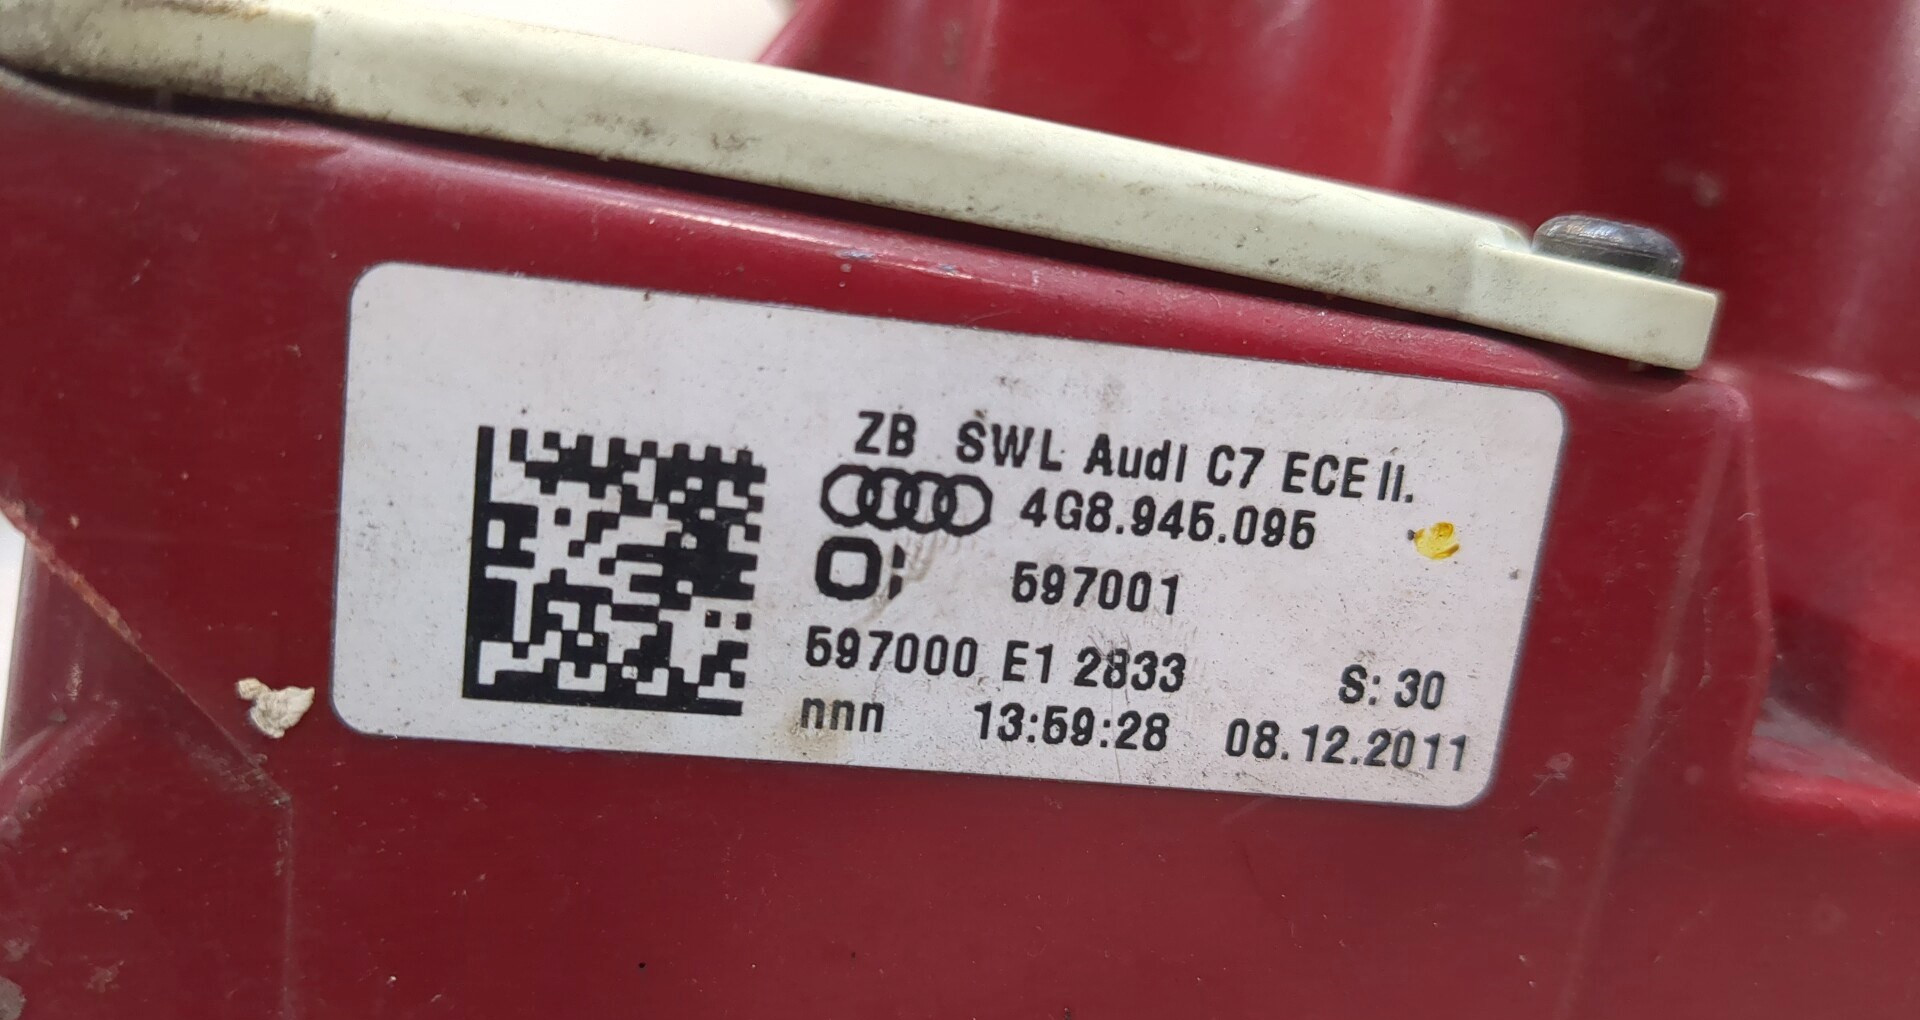 ZB SWL Audi C7 ECE II.
4G8.945.095
O: 597001
597000 E1 2833 S: 30
nnn 13:59:28 08.12.2011